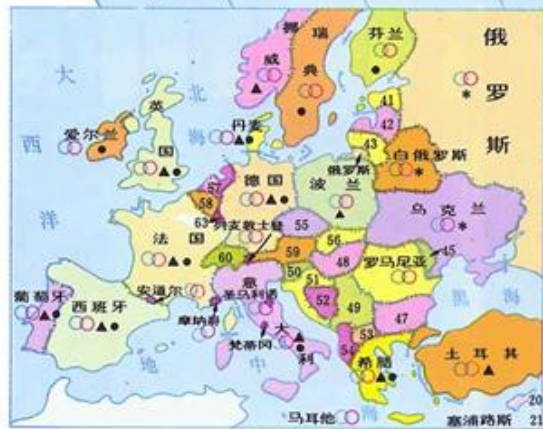 挪威
瑞典
芬兰
俄罗斯
大西洋
北海
英国
爱尔兰
丹麦
41
42
43
俄罗斯
白俄罗斯
57
58
德国
波兰
乌克兰
63
列支敦士登
55
法国
56
45
60
59
48
罗马尼亚
50
51
安道尔
意大利
圣马利诺
52
49
黑海
葡萄牙
西班牙
摩纳哥
47
53
梵蒂冈
54
希腊
土耳其
地中海
马耳他
塞浦路斯
20
21